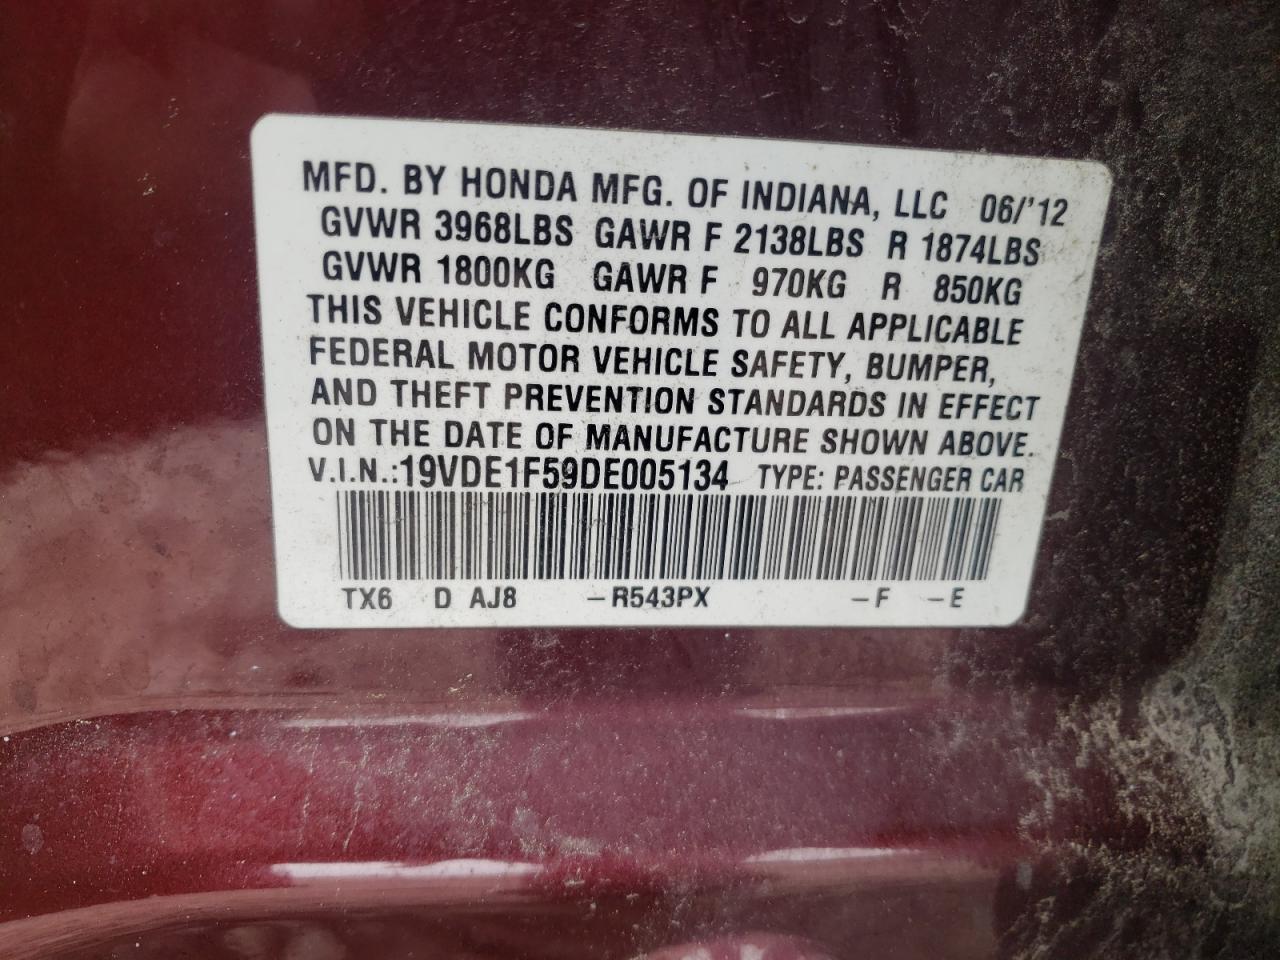 MFD. BY HONDA MFG. OF INDIANA, LLC 06/'12
GVWR 3968LBS GAWR F 2138LBS R 1874LBS
GVWR 1800KG GAWR F 970KG R 850KG
THIS VEHICLE CONFORMS TO ALL APPLICABLE
FEDERAL MOTOR VEHICLE SAFETY, BUMPER,
AND THEFT PREVENTION STANDARDS IN EFFECT
ON THE DATE OF MANUFACTURE SHOWN ABOVE.
V.I.N.:19VDE1F59DE005134 TYPE: PASSENGER CAR
TX6 D AJ8 –R543PX –F –E